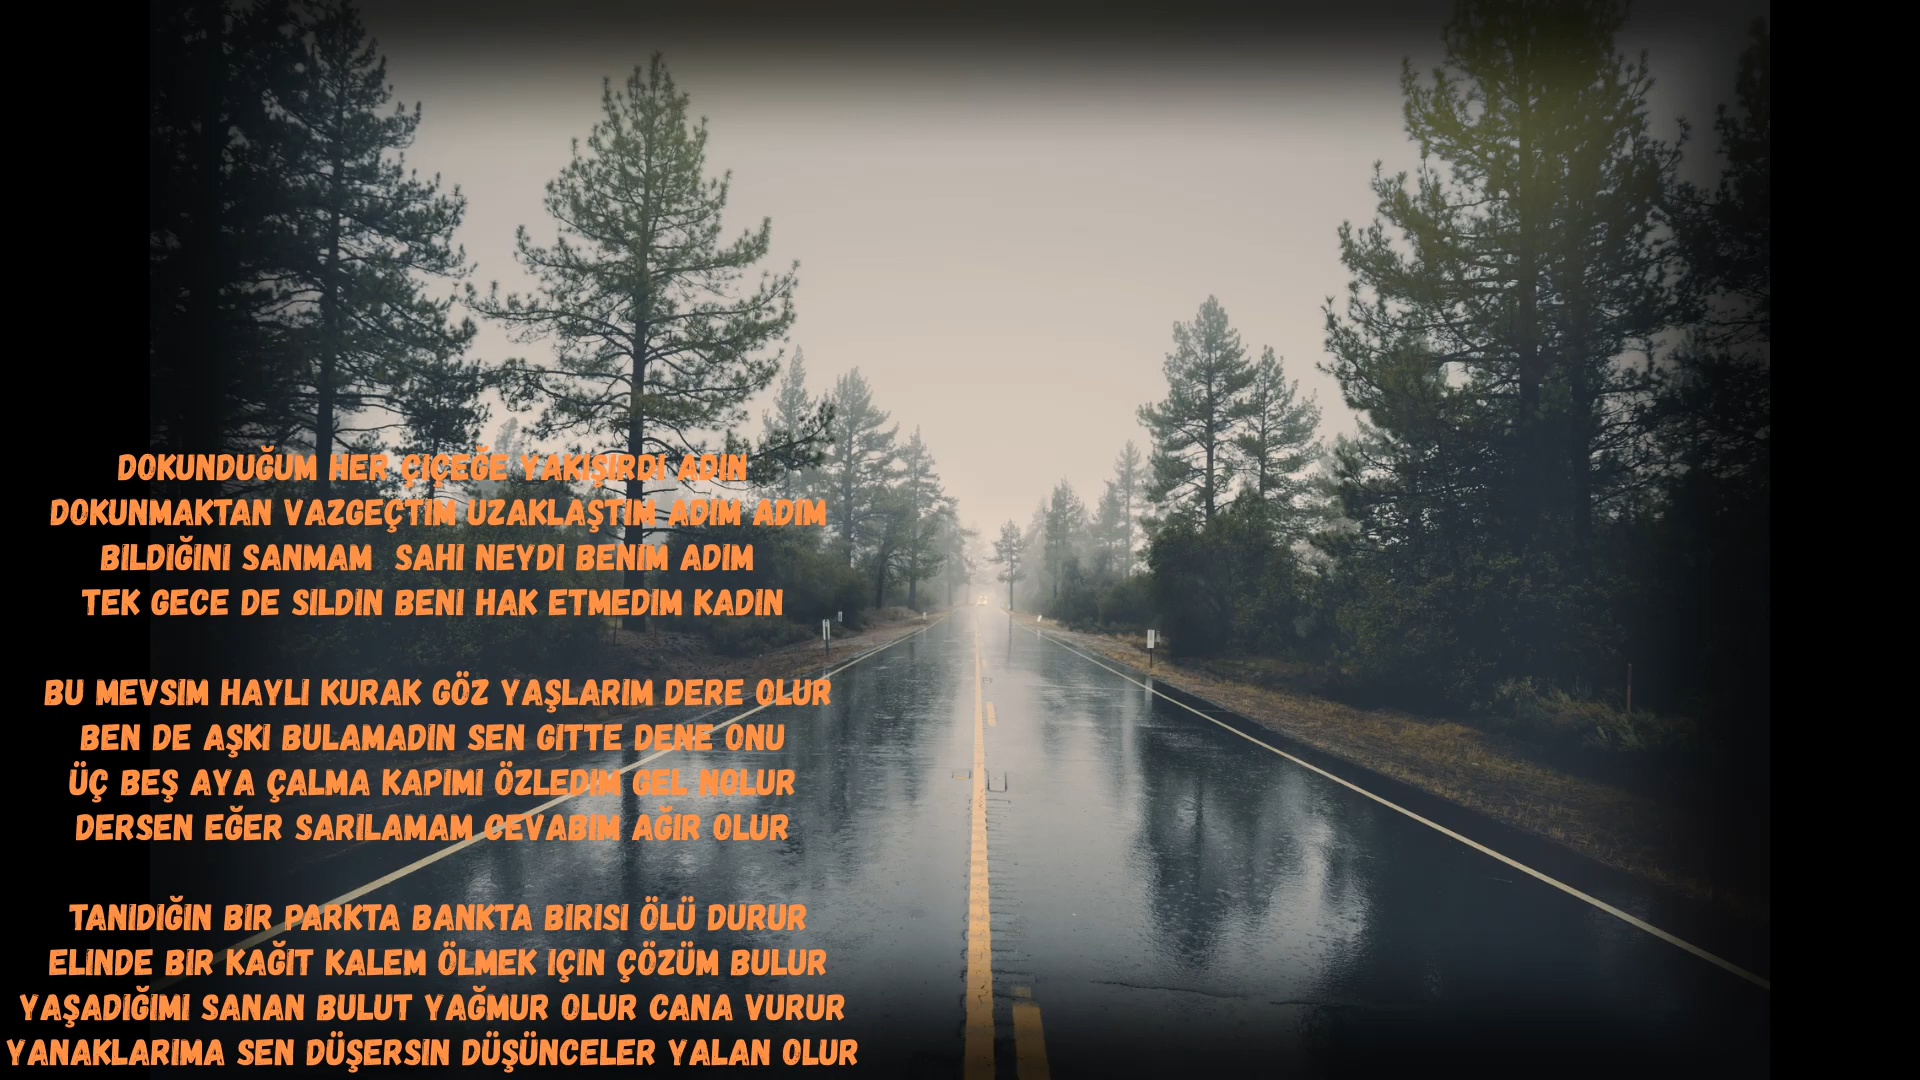 DOKUNDUĞUM HER ÇIÇEĞE YAKIŞIRDI ADIN
DOKUNMAKTAN VAZGEÇTIM UZAKLAŞTIM ADIM ADIM
BILDIĞINI SANMAM SAHI NEYDI BENIM ADIM
TEK GECE DE SILDIN BENI HAK ETMEDIM KADIN
BU MEVSIM HAYLI KURAK GÖZ YAŞLARIM DERE OLUR
BEN DE AŞKI BULAMADIN SEN GITTE DENE ONU
ÜÇ BEŞ AYA ÇALMA KAPIMI ÖZLEDIM GEL NOLUR
DERSEN EĞER SARILAMAM CEVABIM AĞIR OLUR
TANIDIĞIN BIR PARKTA BANKTA BIRISI ÖLÜ DURUR
ELINDE BIR KAĞIT KALEM ÖLMEK IÇIN ÇÖZÜM BULUR
YAŞADIĞIMI SANAN BULUT YAĞMUR OLUR CANA VURUR
YANAKLARIMA SEN DÜŞERSIN DÜŞÜNCELER YALAN OLUR